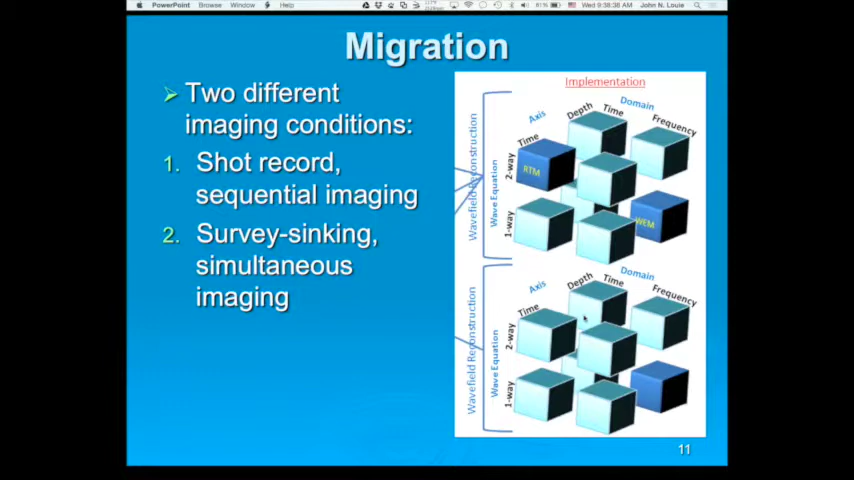 PowerPoint Browse Window Help
81% Wed 9:38:38 AM John N. Louie
Migration
Two different
imaging conditions:
1. Shot record,
sequential imaging
2. Survey-sinking,
simultaneous
imaging
Implementation
Wavefield Reconstruction
Wave Equation
Axis
Domain
Time
Depth
Time
Frequency
2-way
1-way
RTM
WEM
Wavefield Reconstruction
Wave Equation
Axis
Domain
Time
Depth
Time
Frequency
2-way
1-way
11